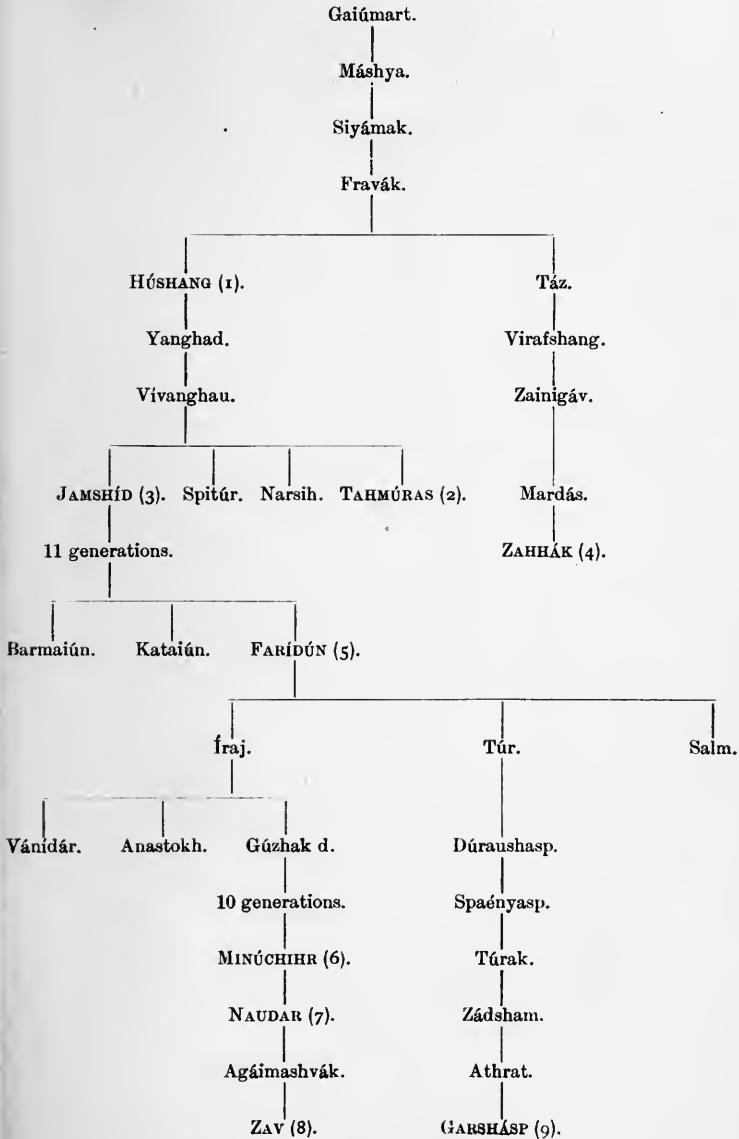 Gaiúmart.
Máshya.
Siyámak.
Fravák.
HÚSHANG (1). Táz.
Yanghad. Virafshang.
Vívanghau. Zainigáv.
JAMSHÍD (3). Spitúr. Narsih. TAHMÚRAS (2). Mardás.
11 generations. ZAHHÁK (4).
Barmaiún. Kataiún. FARÍDÚN (5).
Íraj. Túr. Salm.
Vánídár. Anastokh. Gúzhak d. Dúraushasp.
10 generations. Spaényasp.
MINÚCHIHR (6). Túrak.
NAUDAR (7). Zádsham.
Agáimashvák. Athrat.
ZAV (8). GARSHÁSP (9).